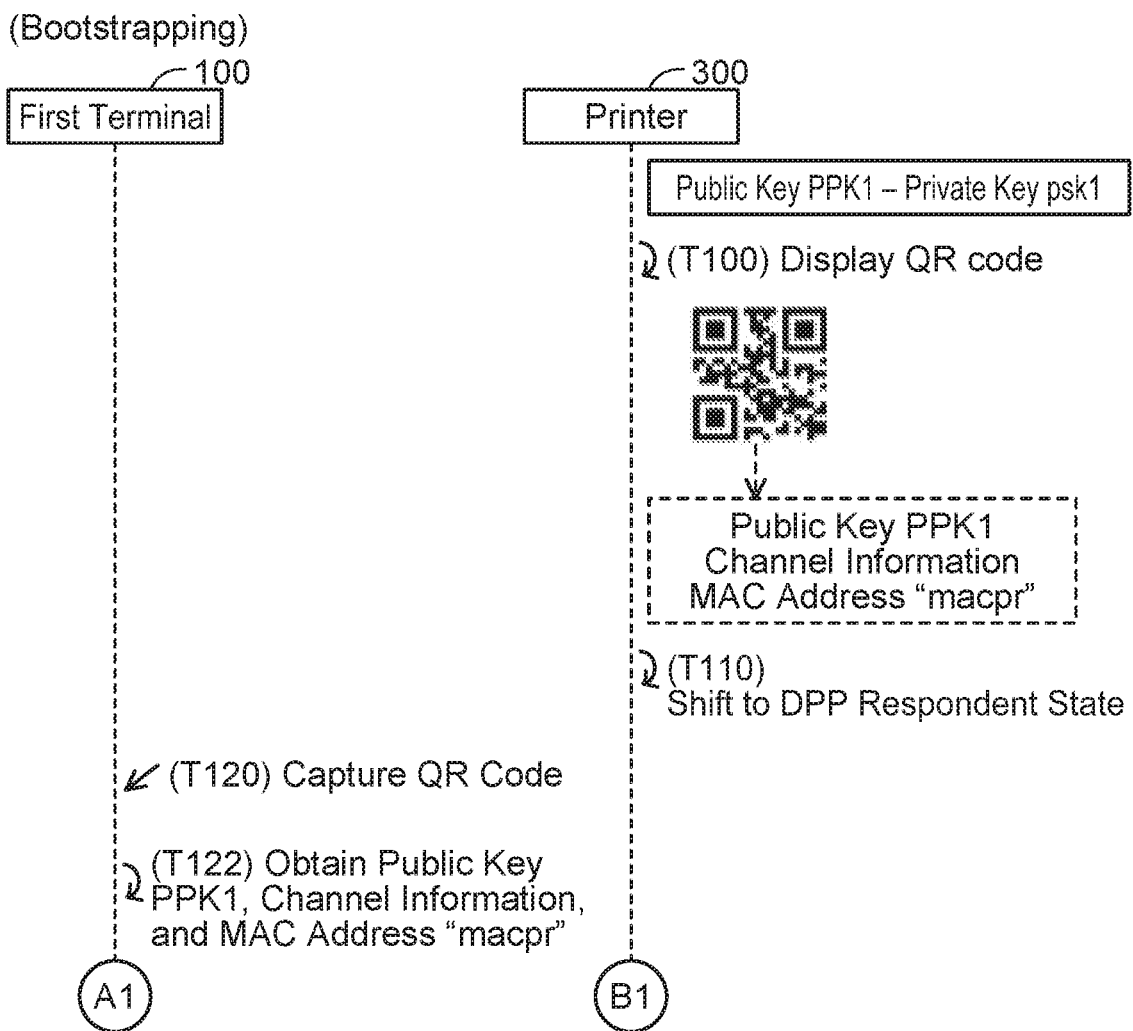 (Bootstrapping)
100
300
First Terminal
Printer
Public Key PPK1 – Private Key psk1
(T100) Display QR code
Public Key PPK1
Channel Information
MAC Address “macpr”
(T110)
Shift to DPP Respondent State
(T120) Capture QR Code
(T122) Obtain Public Key
PPK1, Channel Information,
and MAC Address “macpr”
A1
B1